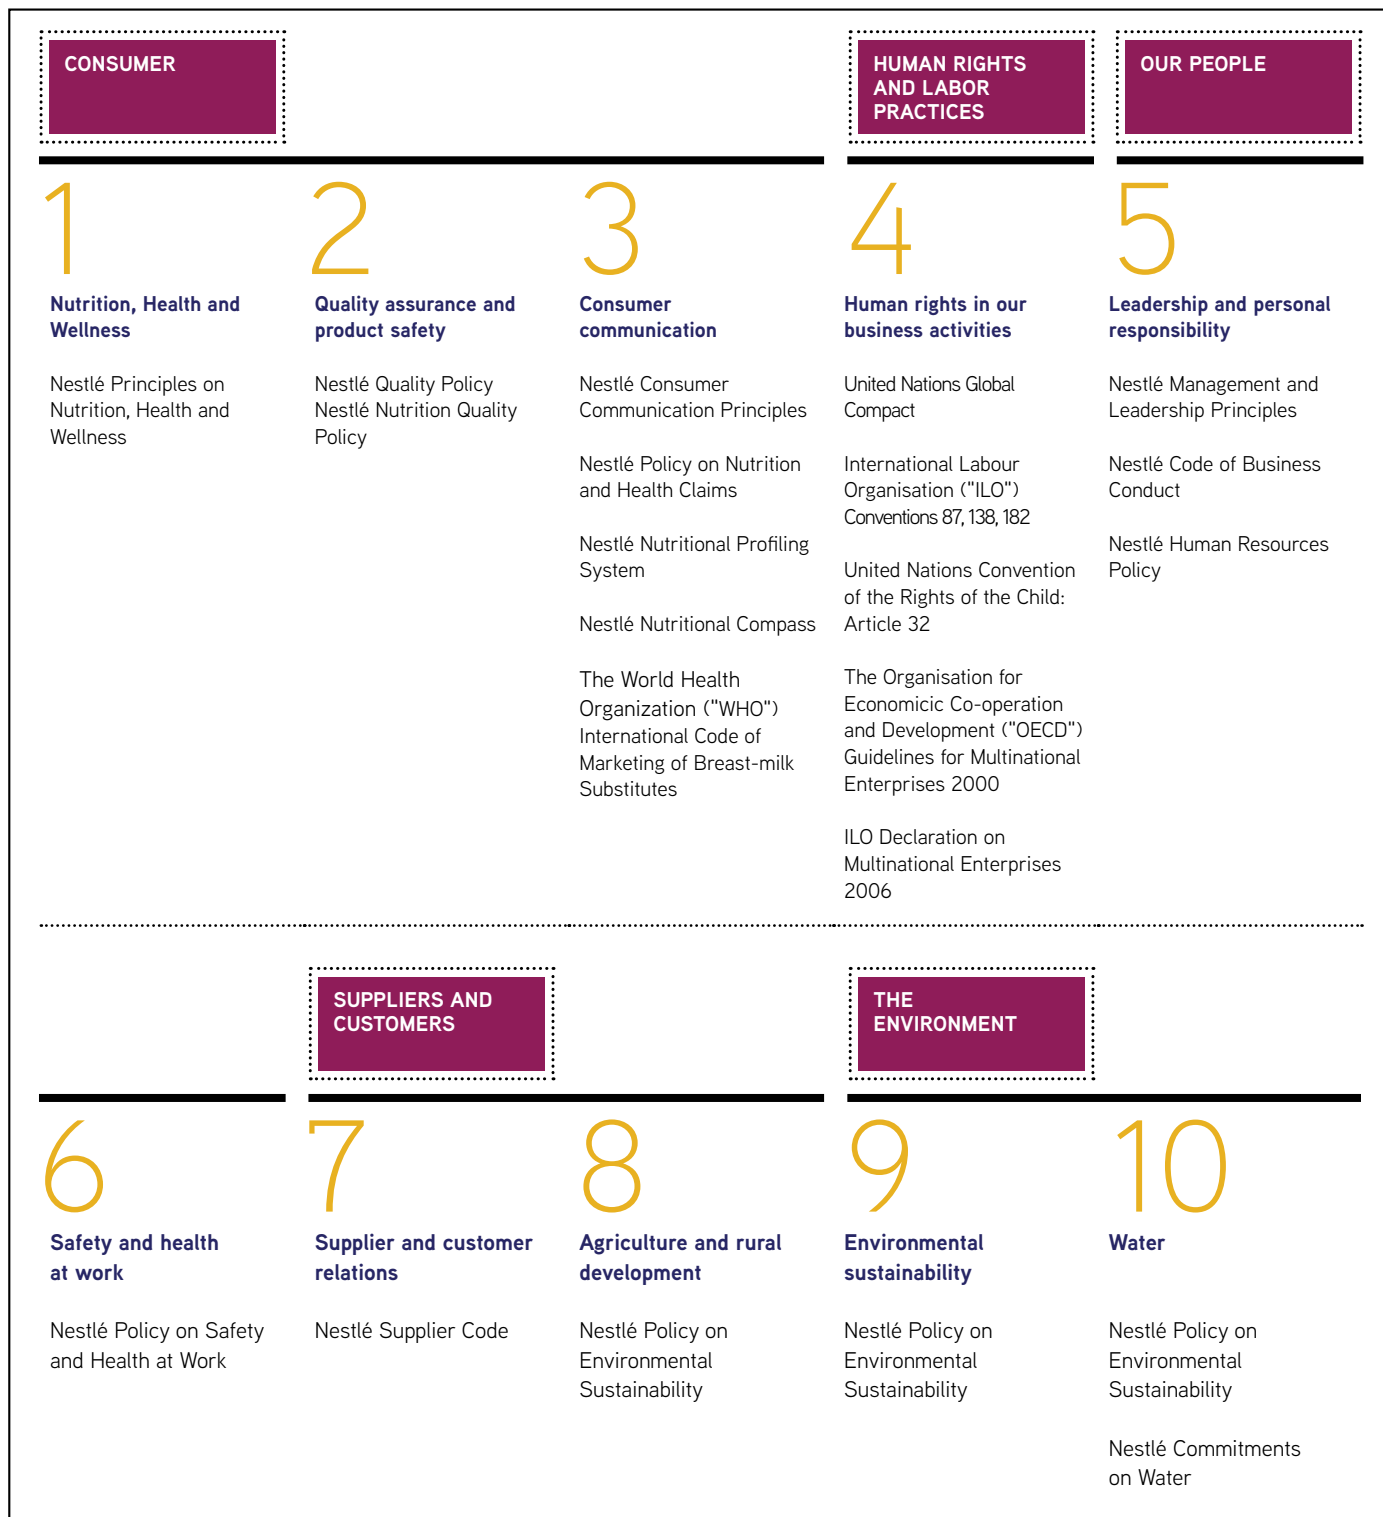 CONSUMER
HUMAN RIGHTS
AND LABOR
PRACTICES
OUR PEOPLE
1
Nutrition, Health and
Wellness
Nestlé Principles on
Nutrition, Health and
Wellness
2
Quality assurance and
product safety
Nestlé Quality Policy
Nestlé Nutrition Quality
Policy
3
Consumer
communication
Nestlé Consumer
Communication Principles
Nestlé Policy on Nutrition
and Health Claims
Nestlé Nutritional Profiling
System
Nestlé Nutritional Compass
The World Health
Organization ("WHO")
International Code of
Marketing of Breast-milk
Substitutes
4
Human rights in our
business activities
United Nations Global
Compact
International Labour
Organisation ("ILO")
Conventions 87, 138, 182
United Nations Convention
of the Rights of the Child:
Article 32
The Organisation for
Economicic Co-operation
and Development ("OECD")
Guidelines for Multinational
Enterprises 2000
ILO Declaration on
Multinational Enterprises
2006
5
Leadership and personal
responsibility
Nestlé Management and
Leadership Principles
Nestlé Code of Business
Conduct
Nestlé Human Resources
Policy
SUPPLIERS AND
CUSTOMERS
THE
ENVIRONMENT
6
Safety and health
at work
Nestlé Policy on Safety
and Health at Work
7
Supplier and customer
relations
Nestlé Supplier Code
8
Agriculture and rural
development
Nestlé Policy on
Environmental
Sustainability
9
Environmental
sustainability
Nestlé Policy on
Environmental
Sustainability
10
Water
Nestlé Policy on
Environmental
Sustainability
Nestlé Commitments
on Water